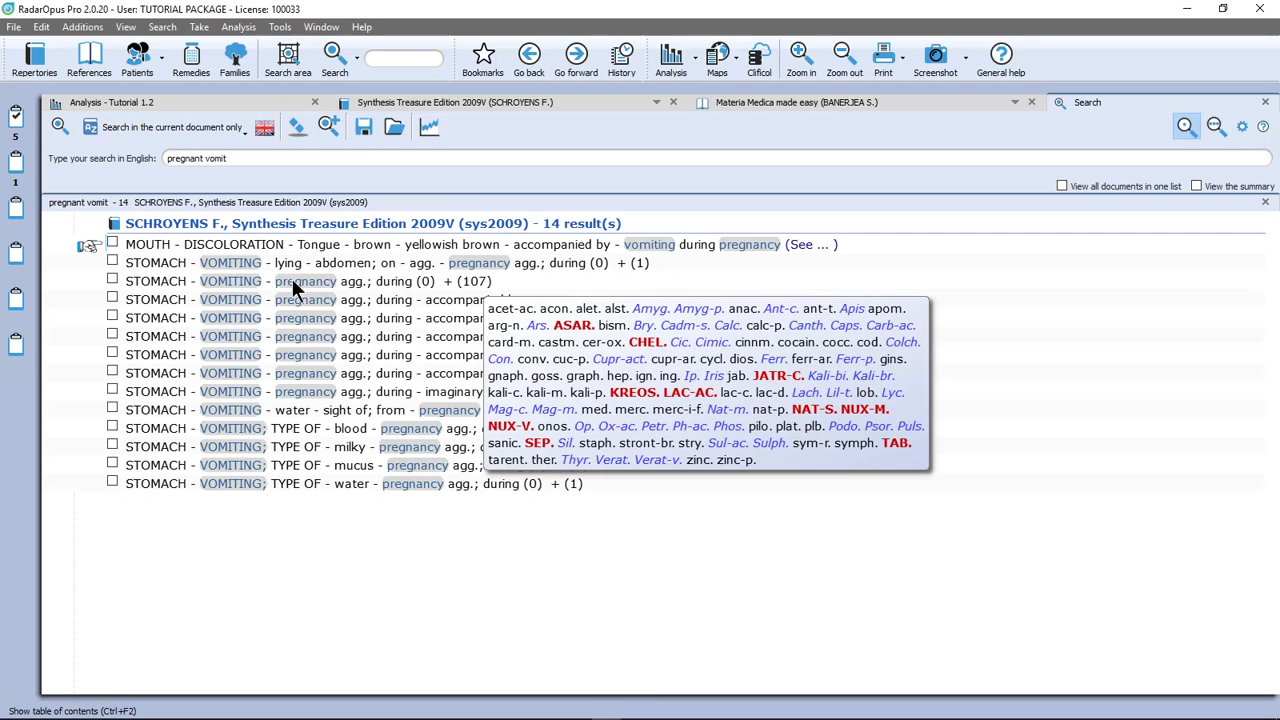 RadarOpus Pro 2.0.20 - User: TUTORIAL PACKAGE - License: 100033
File Edit Additions View Search Take Analysis Tools Window Help
Repertories References Patients Remedies Families Search area Search Bookmarks Go back Go forward History Analysis Maps Clificol Zoom in Zoom out Print Screenshot General help
Analysis - Tutorial 1.2 Synthesis Treasure Edition 2009V (SCHROYENS F.) Materia Medica made easy (BANERJEA S.) Search
5
Search in the current document only
Type your search in English: pregnant vomit
1
View all documents in one list View the summary
pregnant vomit - 14 SCHROYENS F., Synthesis Treasure Edition 2009V (sys2009)
SCHROYENS F., Synthesis Treasure Edition 2009V (sys2009) - 14 result(s)
MOUTH - DISCOLORATION - Tongue - brown - yellowish brown - accompanied by - vomiting during pregnancy (See ... )
STOMACH - VOMITING - lying - abdomen; on - agg. - pregnancy agg.; during (0) + (1)
STOMACH - VOMITING - pregnancy agg.; during (0) + (107)
STOMACH - VOMITING - pregnancy agg.; during - accompan
STOMACH - VOMITING - pregnancy agg.; during - accompa
STOMACH - VOMITING - pregnancy agg.; during - accompa
STOMACH - VOMITING - pregnancy agg.; during - accompa
STOMACH - VOMITING - pregnancy agg.; during - accompa
STOMACH - VOMITING - pregnancy agg.; during - imaginary
STOMACH - VOMITING - water - sight of; from - pregnancy
STOMACH - VOMITING; TYPE OF - blood - pregnancy agg.;
STOMACH - VOMITING; TYPE OF - milky - pregnancy agg.;
STOMACH - VOMITING; TYPE OF - mucus - pregnancy agg.;
STOMACH - VOMITING; TYPE OF - water - pregnancy agg.; during (0) + (1)
acet-ac. acon. alet. alst. Amyg. Amyg-p. anac. Ant-c. ant-t. Apis apom.
arg-n. Ars. ASAR. bism. Bry. Cadm-s. Calc. calc-p. Canth. Caps. Carb-ac.
card-m. castm. cer-ox. CHEL. Cic. Cimic. cinnm. cocain. cocc. cod. Colch.
Con. conv. cuc-p. Cupr-act. cupr-ar. cycl. dios. Ferr. ferr-ar. Ferr-p. gins.
gnaph. goss. graph. hep. ign. ing. Ip. Iris jab. JATR-C. Kali-bi. Kali-br.
kali-c. kali-m. kali-p. KREOS. LAC-AC. lac-c. lac-d. Lach. Lil-t. lob. Lyc.
Mag-c. Mag-m. med. merc. merc-i-f. Nat-m. nat-p. NAT-S. NUX-M.
NUX-V. onos. Op. Ox-ac. Petr. Ph-ac. Phos. pilo. plat. plb. Podo. Psor. Puls.
sanic. SEP. Sil. staph. stront-br. stry. Sul-ac. Sulph. sym-r. symph. TAB.
tarent. ther. Thyr. Verat. Verat-v. zinc. zinc-p.
Show table of contents (Ctrl+F2)